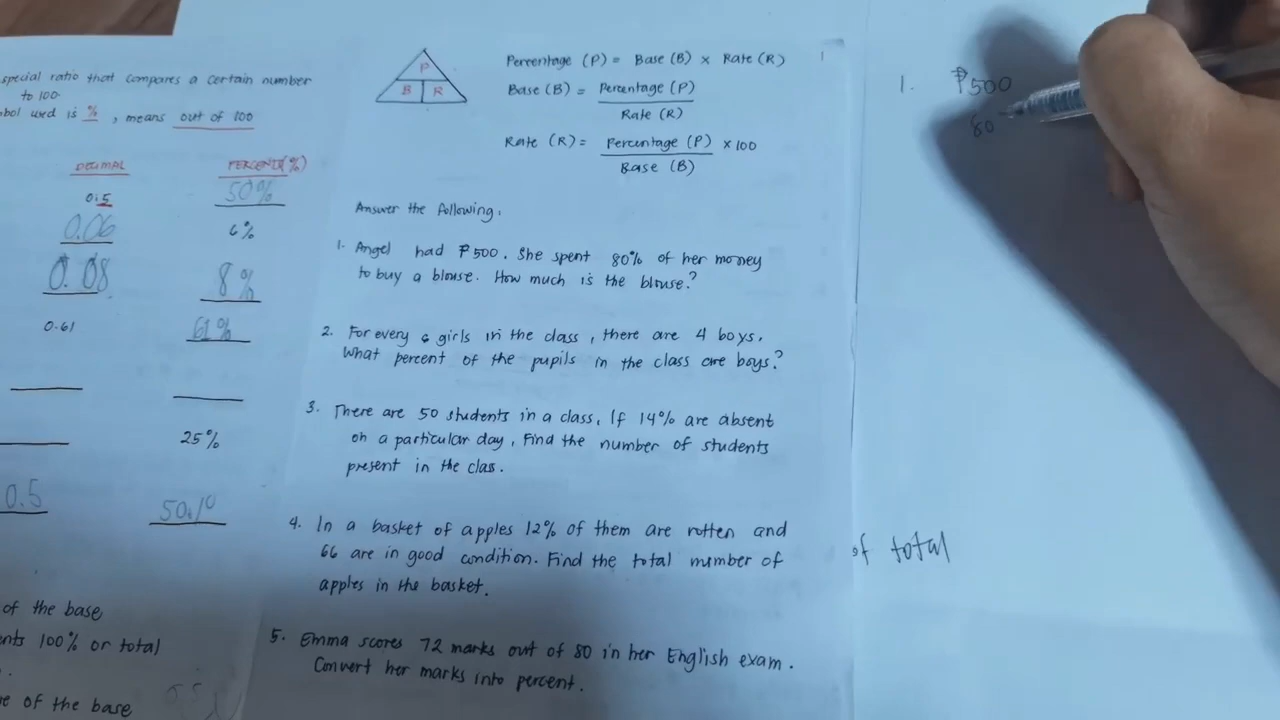 special ratio that compares a certain number
to 100.
bol used is %, means out of 100
DECIMAL PERCENT(%)
0.5 50%
0.06 6%
0.08 8%
0.61 61%
25%
0.5 50%
of the base
ents 100% or total
e of the base
P
B R
Percentage (P) = Base (B) × Rate (R)
Base (B) = Percentage (P)
Rate (R)
Rate (R) = Percentage (P) × 100
Base (B)
Answer the following.
1. Angel had ₱500. She spent 80% of her money
to buy a blouse. How much is the blouse?
2. For every 6 girls in the class, there are 4 boys.
What percent of the pupils in the class are boys?
3. There are 50 students in a class. If 14% are absent
on a particular day, Find the number of students
present in the class.
4. In a basket of apples 12% of them are rotten and
66 are in good condition. Find the total number of
apples in the basket.
5. Emma scores 72 marks out of 80 in her English exam.
Convert her marks into percent.
1. ₱500
80
of total